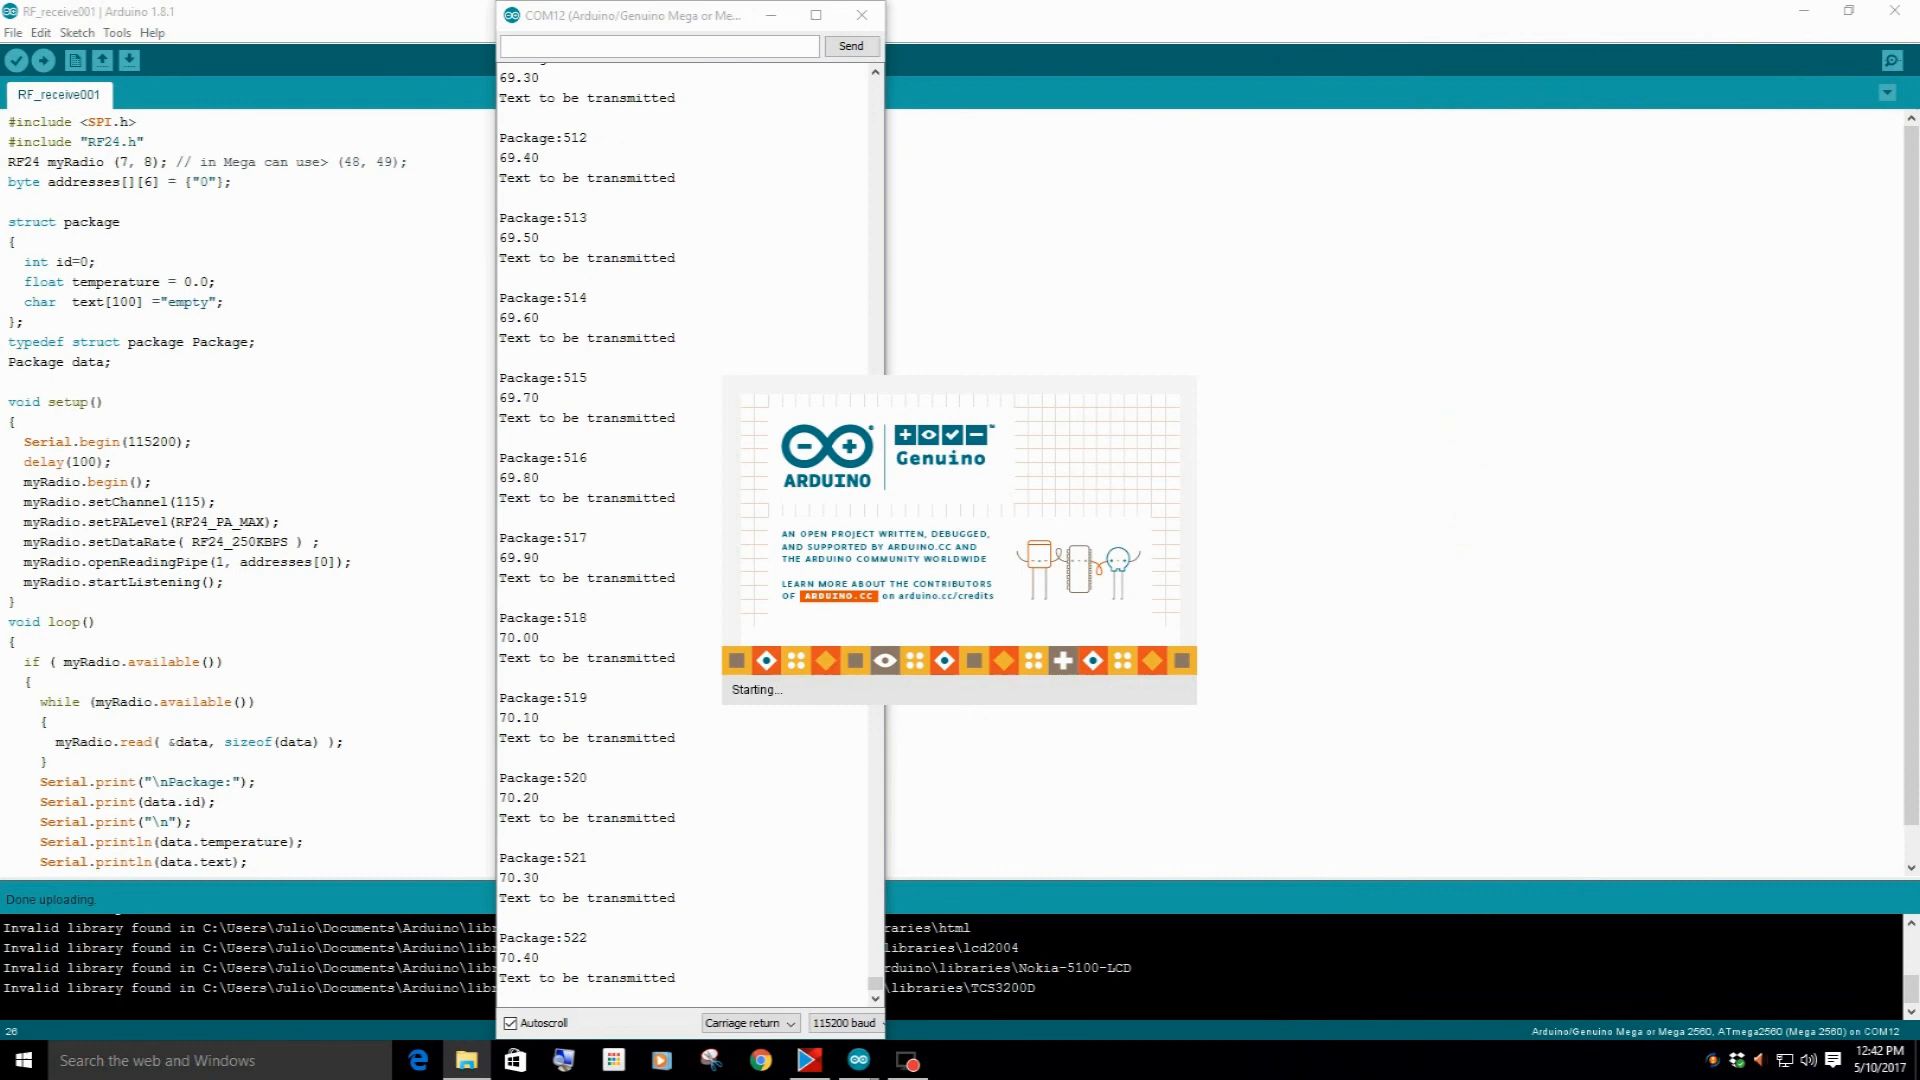 RF_receive001 | Arduino 1.8.1
File Edit Sketch Tools Help
RF_receive001
#include <SPI.h>
#include "RF24.h"
RF24 myRadio (7, 8); // in Mega can use> (48, 49);
byte addresses[][6] = {"0"};
struct package
{
int id=0;
float temperature = 0.0;
char text[100] ="empty";
};
typedef struct package Package;
Package data;
void setup()
{
Serial.begin(115200);
delay(100);
myRadio.begin();
myRadio.setChannel(115);
myRadio.setPALevel(RF24_PA_MAX);
myRadio.setDataRate( RF24_250KBPS ) ;
myRadio.openReadingPipe(1, addresses[0]);
myRadio.startListening();
}
void loop()
{
if ( myRadio.available())
{
while (myRadio.available())
{
myRadio.read( &data, sizeof(data) );
}
Serial.print("\nPackage:");
Serial.print(data.id);
Serial.print("\n");
Serial.println(data.temperature);
Serial.println(data.text);
COM12 (Arduino/Genuino Mega or Me...
Send
69.30
Text to be transmitted
Package:512
69.40
Text to be transmitted
Package:513
69.50
Text to be transmitted
Package:514
69.60
Text to be transmitted
Package:515
69.70
Text to be transmitted
Package:516
69.80
Text to be transmitted
Package:517
69.90
Text to be transmitted
Package:518
70.00
Text to be transmitted
Package:519
70.10
Text to be transmitted
Package:520
70.20
Text to be transmitted
Package:521
70.30
Text to be transmitted
Package:522
70.40
Text to be transmitted
Autoscroll
Carriage return
115200 baud
ARDUINO
Genuino
AN OPEN PROJECT WRITTEN, DEBUGGED,
AND SUPPORTED BY ARDUINO.CC AND
THE ARDUINO COMMUNITY WORLDWIDE
LEARN MORE ABOUT THE CONTRIBUTORS
OF ARDUINO.CC on arduino.cc/credits
Starting...
Done uploading.
Invalid library found in C:\Users\Julio\Documents\Arduino\libr raries\html
Invalid library found in C:\Users\Julio\Documents\Arduino\libr libraries\lcd2004
Invalid library found in C:\Users\Julio\Documents\Arduino\libr rduino\libraries\Nokia-5100-LCD
Invalid library found in C:\Users\Julio\Documents\Arduino\libr \libraries\TCS3200D
26
Arduino/Genuino Mega or Mega 2560, ATmega2560 (Mega 2560) on COM12
Search the web and Windows
12:42 PM
5/10/2017